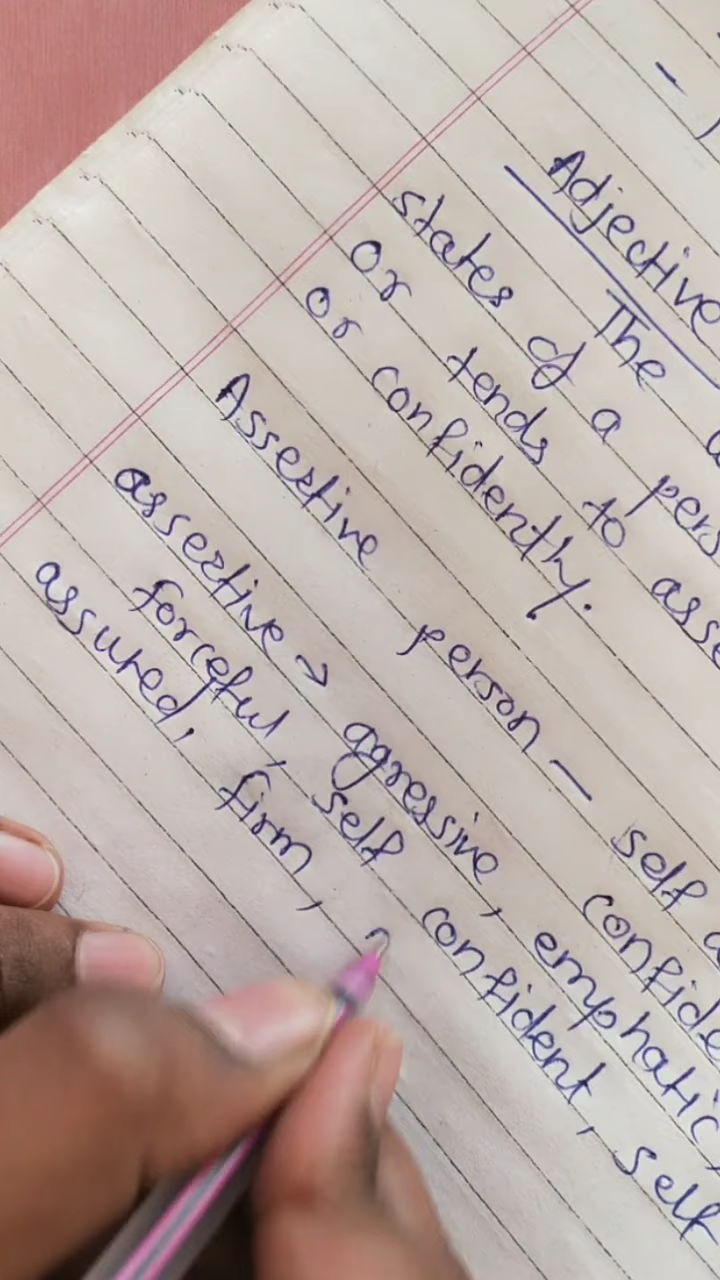 Adjective
The
states of a pers
or tends to asse
or confidently.
Assertive person – self a
confide
assertive → aggressive, emphatic,
forceful, self confident, self
assured, firm,